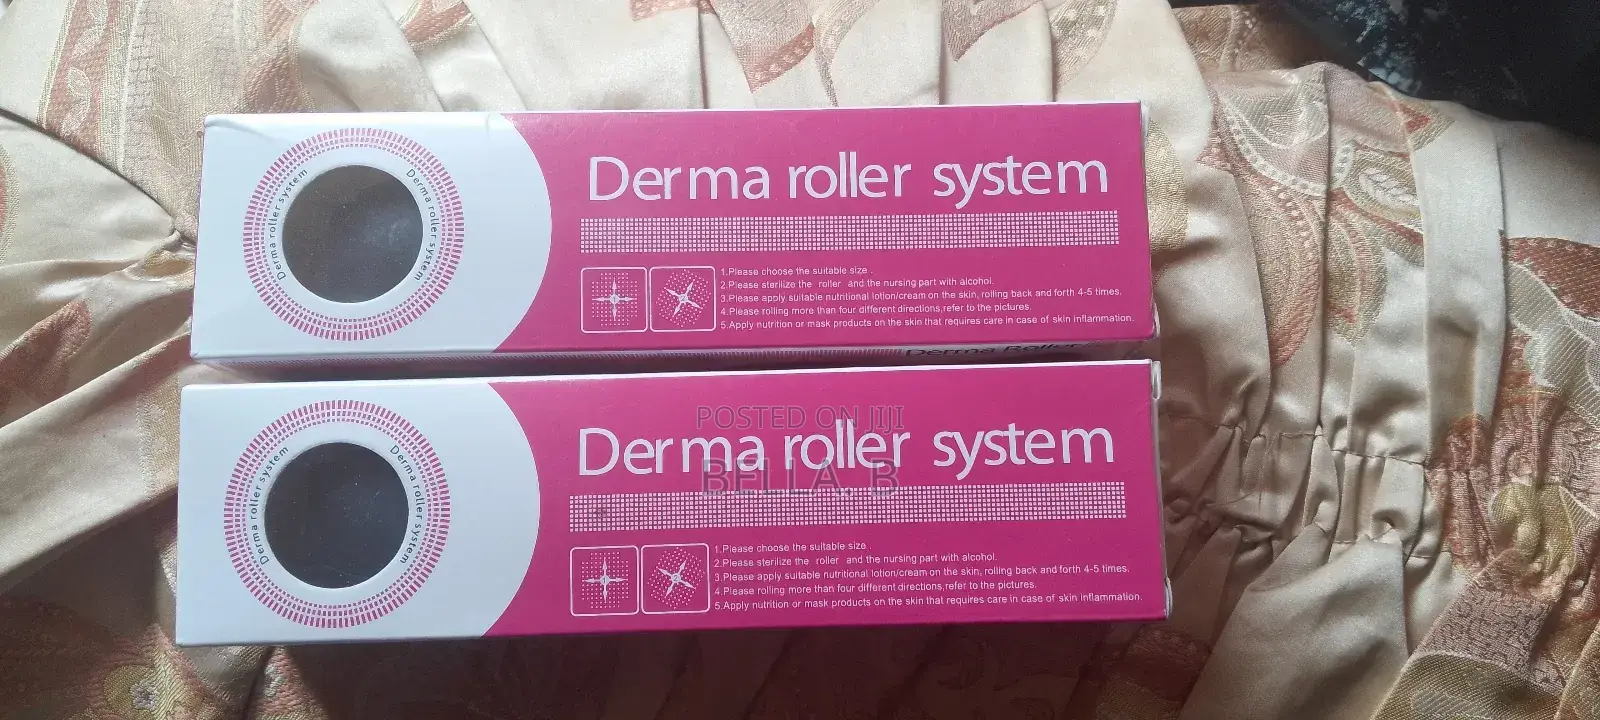 Derma roller system
Derma roller system
Derma roller system
1.Please choose the suitable size .
2.Please sterilize the roller and the nursing part with alcohol.
3.Please apply suitable nutritional lotion/cream on the skin, rolling back and forth 4-5 times.
4.Please rolling more than four different directions,refer to the pictures.
5.Apply nutrition or mask products on the skin that requires care in case of skin inflammation.
Derma Roller
POSTED ON JIJI
Derma roller system
Derma roller system
Derma roller system
BELLA. B
1.Please choose the suitable size .
2.Please sterilize the roller and the nursing part with alcohol.
3.Please apply suitable nutritional lotion/cream on the skin, rolling back and forth 4-5 times.
4.Please rolling more than four different directions,refer to the pictures.
5.Apply nutrition or mask products on the skin that requires care in case of skin inflammation.